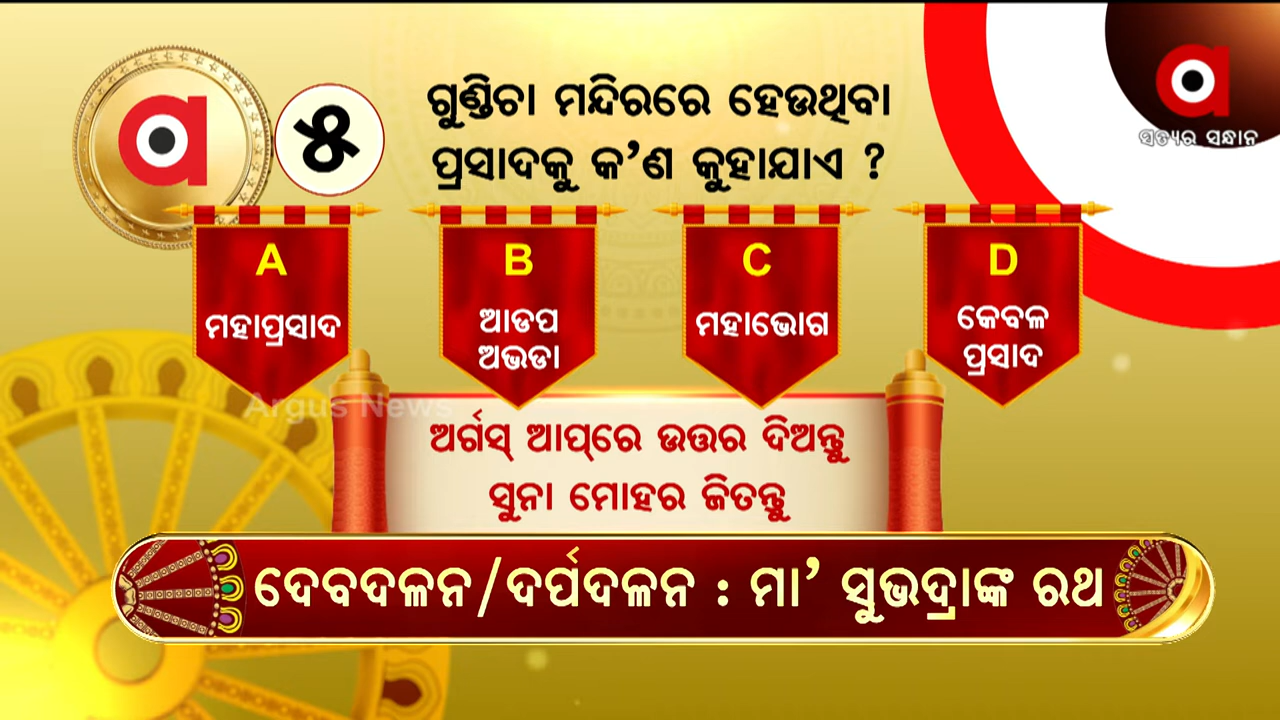 ଗୁଣ୍ଡିଚା ମନ୍ଦିରରେ ହେଉଥିବା
ପ୍ରସାଦକୁ କ'ଣ କୁହାଯାଏ ?
a
୫
a
ସତ୍ୟର ସନ୍ଧାନ
A
ମହାପ୍ରସାଦ
B
ଆଡପ
ଅଭଡା
C
ମହାଭୋଗ
D
କେବଳ
ପ୍ରସାଦ
Argus News
ଅର୍ଗସ୍ ଆପ୍‌ରେ ଉତ୍ତର ଦିଅନ୍ତୁ
ସୁନା ମୋହର ଜିତନ୍ତୁ
ଦେବଦଳନ/ଦର୍ପଦଳନ : ମା' ସୁଭଦ୍ରାଙ୍କ ରଥ